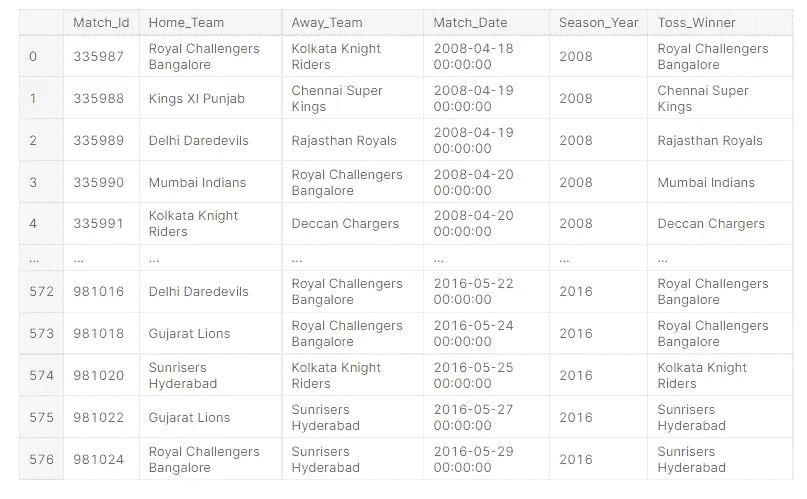 Match_Id Home_Team Away_Team Match_Date Season_Year Toss_Winner
0 335987 Royal Challengers Bangalore Kolkata Knight Riders 2008-04-18 00:00:00 2008 Royal Challengers Bangalore
1 335988 Kings XI Punjab Chennai Super Kings 2008-04-19 00:00:00 2008 Chennai Super Kings
2 335989 Delhi Daredevils Rajasthan Royals 2008-04-19 00:00:00 2008 Rajasthan Royals
3 335990 Mumbai Indians Royal Challengers Bangalore 2008-04-20 00:00:00 2008 Mumbai Indians
4 335991 Kolkata Knight Riders Deccan Chargers 2008-04-20 00:00:00 2008 Deccan Chargers
... ... ... ... ... ... ...
572 981016 Delhi Daredevils Royal Challengers Bangalore 2016-05-22 00:00:00 2016 Royal Challengers Bangalore
573 981018 Gujarat Lions Royal Challengers Bangalore 2016-05-24 00:00:00 2016 Royal Challengers Bangalore
574 981020 Sunrisers Hyderabad Kolkata Knight Riders 2016-05-25 00:00:00 2016 Kolkata Knight Riders
575 981022 Gujarat Lions Sunrisers Hyderabad 2016-05-27 00:00:00 2016 Sunrisers Hyderabad
576 981024 Royal Challengers Bangalore Sunrisers Hyderabad 2016-05-29 00:00:00 2016 Sunrisers Hyderabad